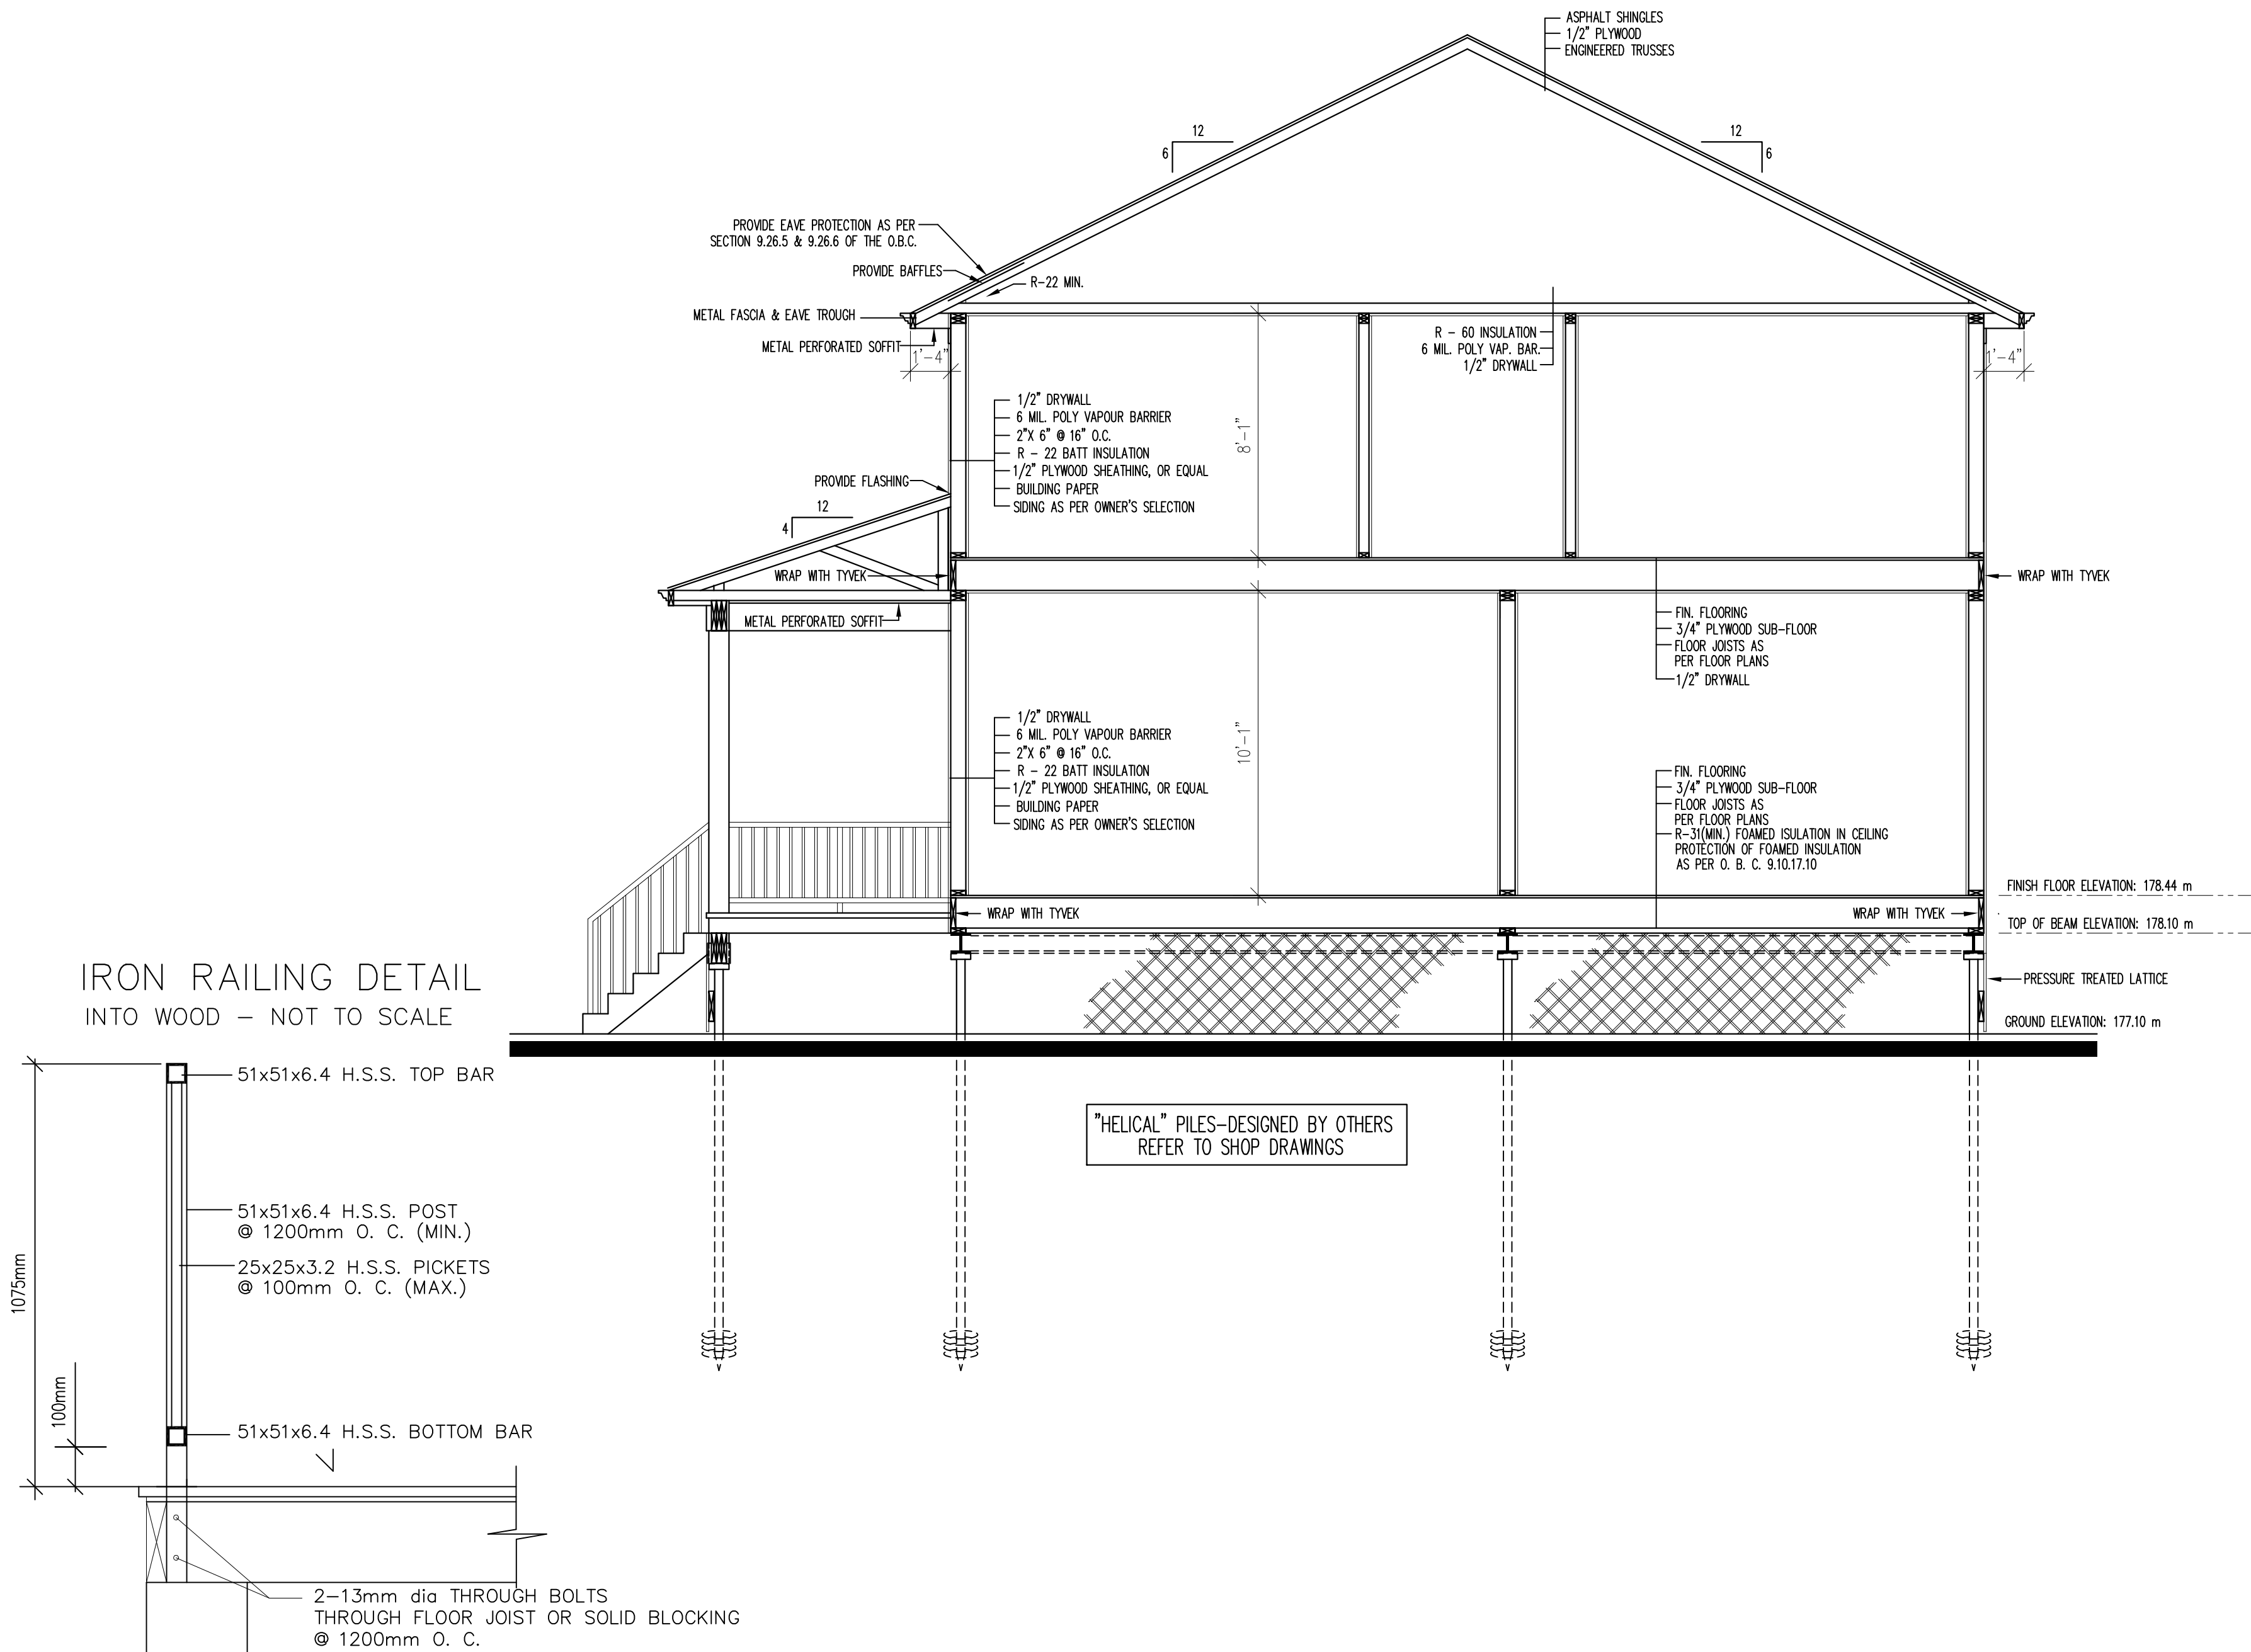 ASPHALT SHINGLES
1/2" PLYWOOD
ENGINEERED TRUSSES
12
6
12
6
PROVIDE EAVE PROTECTION AS PER
SECTION 9.26.5 & 9.26.6 OF THE O.B.C.
PROVIDE BAFFLES
R-22 MIN.
METAL FASCIA & EAVE TROUGH
METAL PERFORATED SOFFIT
1'-4"
R - 60 INSULATION
6 MIL. POLY VAP. BAR.
1/2" DRYWALL
1'-4"
1/2" DRYWALL
6 MIL. POLY VAPOUR BARRIER
2"X 6" @ 16" O.C.
R - 22 BATT INSULATION
1/2" PLYWOOD SHEATHING, OR EQUAL
BUILDING PAPER
SIDING AS PER OWNER'S SELECTION
8'-1"
PROVIDE FLASHING
12
4
WRAP WITH TYVEK
WRAP WITH TYVEK
METAL PERFORATED SOFFIT
FIN. FLOORING
3/4" PLYWOOD SUB-FLOOR
FLOOR JOISTS AS
PER FLOOR PLANS
1/2" DRYWALL
1/2" DRYWALL
6 MIL. POLY VAPOUR BARRIER
2"X 6" @ 16" O.C.
R - 22 BATT INSULATION
1/2" PLYWOOD SHEATHING, OR EQUAL
BUILDING PAPER
SIDING AS PER OWNER'S SELECTION
10'-1"
FIN. FLOORING
3/4" PLYWOOD SUB-FLOOR
FLOOR JOISTS AS
PER FLOOR PLANS
R-31(MIN.) FOAMED ISULATION IN CEILING
PROTECTION OF FOAMED INSULATION
AS PER O. B. C. 9.10.17.10
FINISH FLOOR ELEVATION: 178.44 m
WRAP WITH TYVEK
WRAP WITH TYVEK
TOP OF BEAM ELEVATION: 178.10 m
PRESSURE TREATED LATTICE
GROUND ELEVATION: 177.10 m
"HELICAL" PILES-DESIGNED BY OTHERS
REFER TO SHOP DRAWINGS
IRON RAILING DETAIL
INTO WOOD - NOT TO SCALE
51x51x6.4 H.S.S. TOP BAR
51x51x6.4 H.S.S. POST
@ 1200mm O. C. (MIN.)
25x25x3.2 H.S.S. PICKETS
@ 100mm O. C. (MAX.)
1075mm
100mm
51x51x6.4 H.S.S. BOTTOM BAR
2-13mm dia THROUGH BOLTS
THROUGH FLOOR JOIST OR SOLID BLOCKING
@ 1200mm O. C.